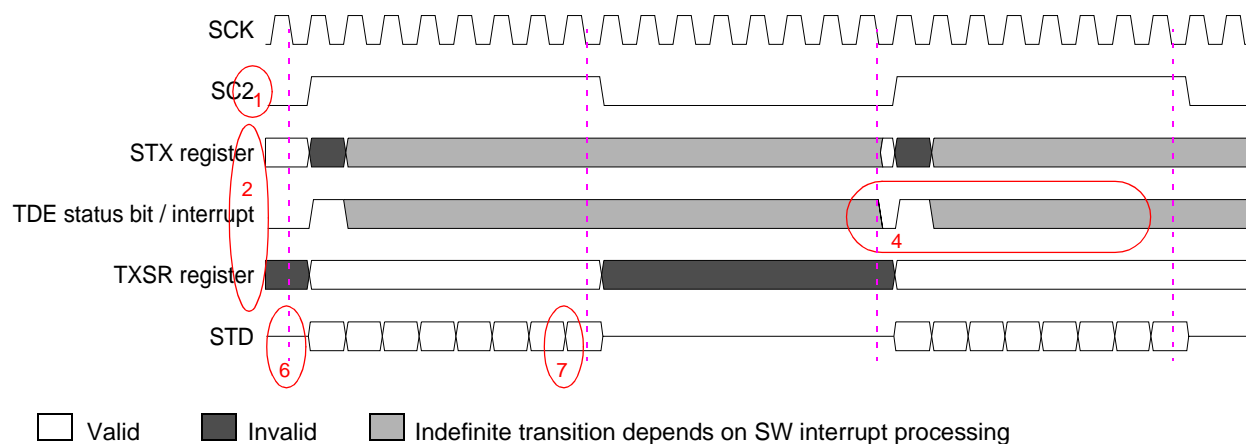 SCK
SC2
1
STX register
2
TDE status bit / interrupt
4
TXSR register
STD
6
7
Valid
Invalid
Indefinite transition depends on SW interrupt processing